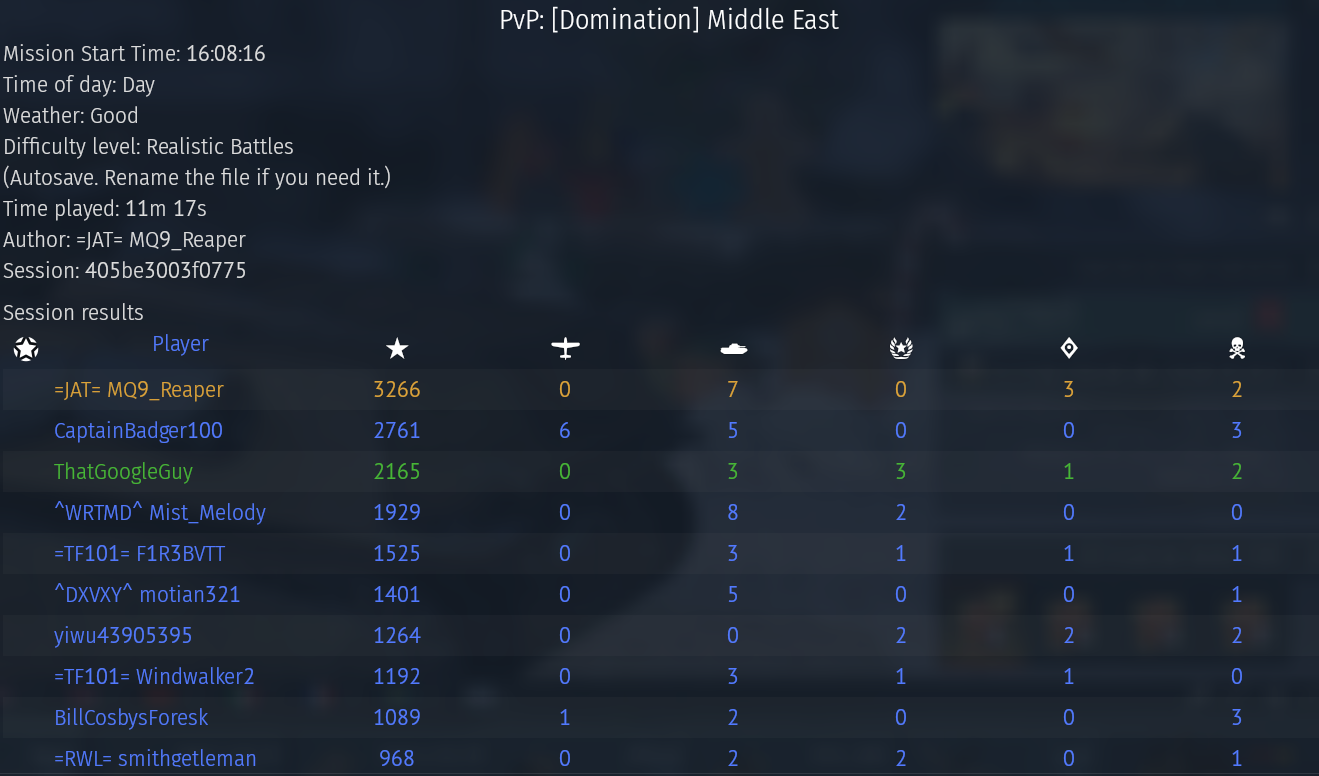 PvP: [Domination] Middle East
Mission Start Time: 16:08:16
Time of day: Day
Weather: Good
Difficulty level: Realistic Battles
(Autosave. Rename the file if you need it.)
Time played: 11m 17s
Author: =JAT= MQ9_Reaper
Session: 405be3003f0775
Session results
Player
=JAT= MQ9_Reaper 3266 0 7 0 3 2
CaptainBadger100 2761 6 5 0 0 3
ThatGoogleGuy 2165 0 3 3 1 2
^WRTMD^ Mist_Melody 1929 0 8 2 0 0
=TF101= F1R3BVTT 1525 0 3 1 1 1
^DXVXY^ motian321 1401 0 5 0 0 1
yiwu43905395 1264 0 0 2 2 2
=TF101= Windwalker2 1192 0 3 1 1 0
BillCosbysForesk 1089 1 2 0 0 3
=RWL= smithgetleman 968 0 2 2 0 1